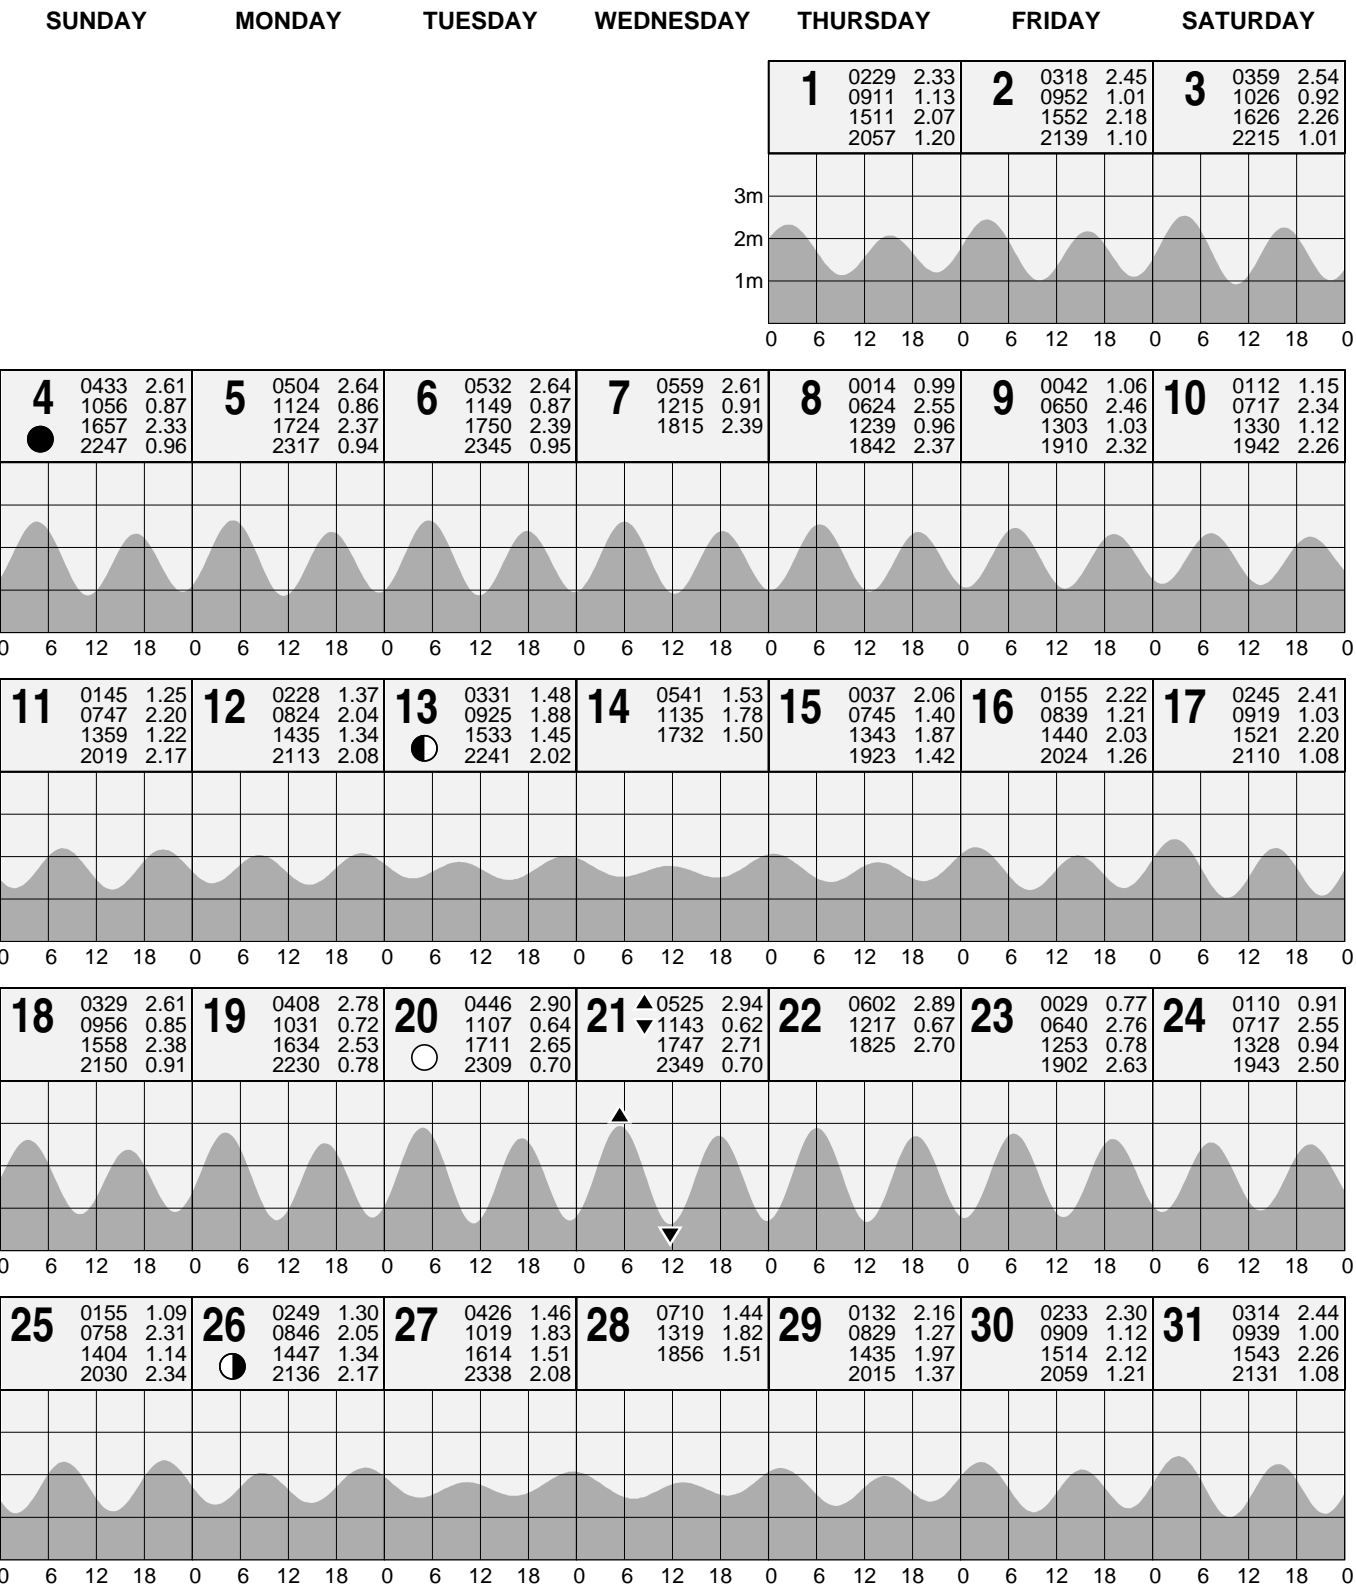 SUNDAY MONDAY TUESDAY WEDNESDAY THURSDAY FRIDAY SATURDAY
1 0229 2.33 2 0318 2.45 3 0359 2.54
0911 1.13 0952 1.01 1026 0.92
1511 2.07 1552 2.18 1626 2.26
2057 1.20 2139 1.10 2215 1.01
3m
2m
1m
0 6 12 18 0 6 12 18 0 6 12 18 0
4 0433 2.61 5 0504 2.64 6 0532 2.64 7 0559 2.61 8 0014 0.99 9 0042 1.06 10 0112 1.15
1056 0.87 1124 0.86 1149 0.87 1215 0.91 0624 2.55 0650 2.46 0717 2.34
1657 2.33 1724 2.37 1750 2.39 1815 2.39 1239 0.96 1303 1.03 1330 1.12
2247 0.96 2317 0.94 2345 0.95 1842 2.37 1910 2.32 1942 2.26
0 6 12 18 0 6 12 18 0 6 12 18 0 6 12 18 0 6 12 18 0 6 12 18 0 6 12 18 0
11 0145 1.25 12 0228 1.37 13 0331 1.48 14 0541 1.53 15 0037 2.06 16 0155 2.22 17 0245 2.41
0747 2.20 0824 2.04 0925 1.88 1135 1.78 0745 1.40 0839 1.21 0919 1.03
1359 1.22 1435 1.34 1533 1.45 1732 1.50 1343 1.87 1440 2.03 1521 2.20
2019 2.17 2113 2.08 2241 2.02 1923 1.42 2024 1.26 2110 1.08
0 6 12 18 0 6 12 18 0 6 12 18 0 6 12 18 0 6 12 18 0 6 12 18 0 6 12 18 0
18 0329 2.61 19 0408 2.78 20 0446 2.90 21 0525 2.94 22 0602 2.89 23 0029 0.77 24 0110 0.91
0956 0.85 1031 0.72 1107 0.64 1143 0.62 1217 0.67 0640 2.76 0717 2.55
1558 2.38 1634 2.53 1711 2.65 1747 2.71 1825 2.70 1253 0.78 1328 0.94
2150 0.91 2230 0.78 2309 0.70 2349 0.70 1902 2.63 1943 2.50
0 6 12 18 0 6 12 18 0 6 12 18 0 6 12 18 0 6 12 18 0 6 12 18 0 6 12 18 0
25 0155 1.09 26 0249 1.30 27 0426 1.46 28 0710 1.44 29 0132 2.16 30 0233 2.30 31 0314 2.44
0758 2.31 0846 2.05 1019 1.83 1319 1.82 0829 1.27 0909 1.12 0939 1.00
1404 1.14 1447 1.34 1614 1.51 1856 1.51 1435 1.97 1514 2.12 1543 2.26
2030 2.34 2136 2.17 2338 2.08 2015 1.37 2059 1.21 2131 1.08
0 6 12 18 0 6 12 18 0 6 12 18 0 6 12 18 0 6 12 18 0 6 12 18 0 6 12 18 0